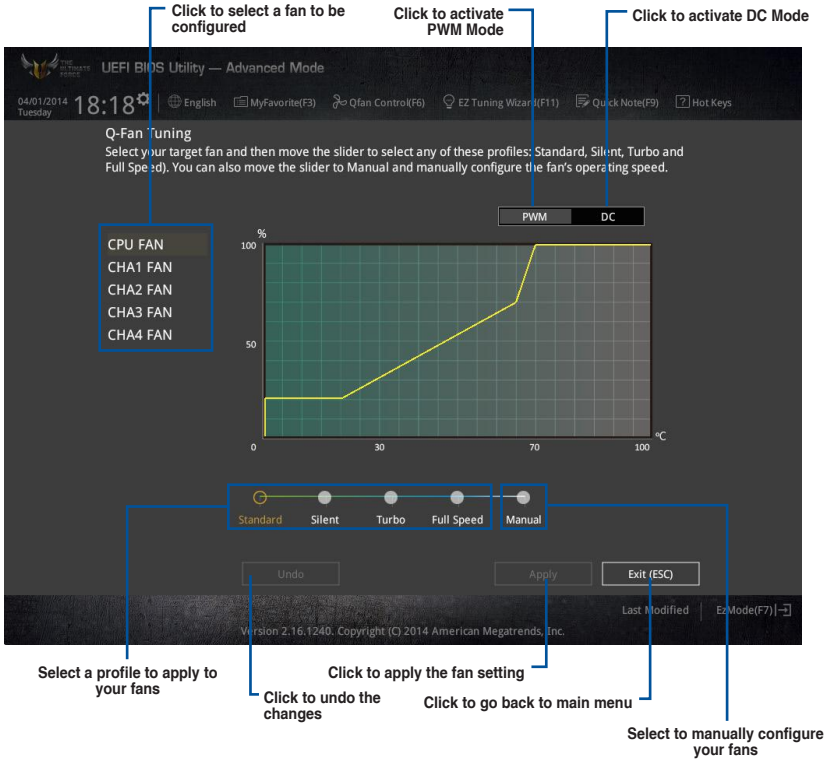 Click to select a fan to be
configured
Click to activate
PWM Mode
Click to activate DC Mode
THE
ULTIMATE
FORCE
UEFI BIOS Utility — Advanced Mode
04/01/2014
Tuesday
18:18
English
MyFavorite(F3)
Qfan Control(F6)
EZ Tuning Wizard(F11)
Quick Note(F9)
? Hot Keys
Q-Fan Tuning
Select your target fan and then move the slider to select any of these profiles: Standard, Silent, Turbo and
Full Speed). You can also move the slider to Manual and manually configure the fan's operating speed.
PWM
DC
CPU FAN
CHA1 FAN
CHA2 FAN
CHA3 FAN
CHA4 FAN
%
100
50
0
30
70
100
°C
Standard
Silent
Turbo
Full Speed
Manual
Undo
Apply
Exit (ESC)
Last Modified
EzMode(F7)
Version 2.16.1240. Copyright (C) 2014 American Megatrends, Inc.
Select a profile to apply to
your fans
Click to undo the
changes
Click to apply the fan setting
Click to go back to main menu
Select to manually configure
your fans